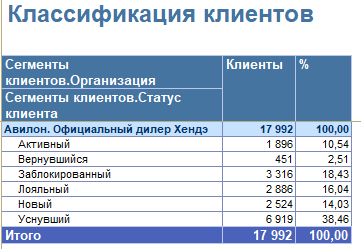 Классификация клиентов
Сегменты клиентов.Организация Клиенты %
Сегменты клиентов.Статус клиента
Авилон. Официальный дилер Хендэ 17 992 100,00
Активный 1 896 10,54
Вернувшийся 451 2,51
Заблокированный 3 316 18,43
Лояльный 2 886 16,04
Новый 2 524 14,03
Уснувший 6 919 38,46
Итого 17 992 100,00